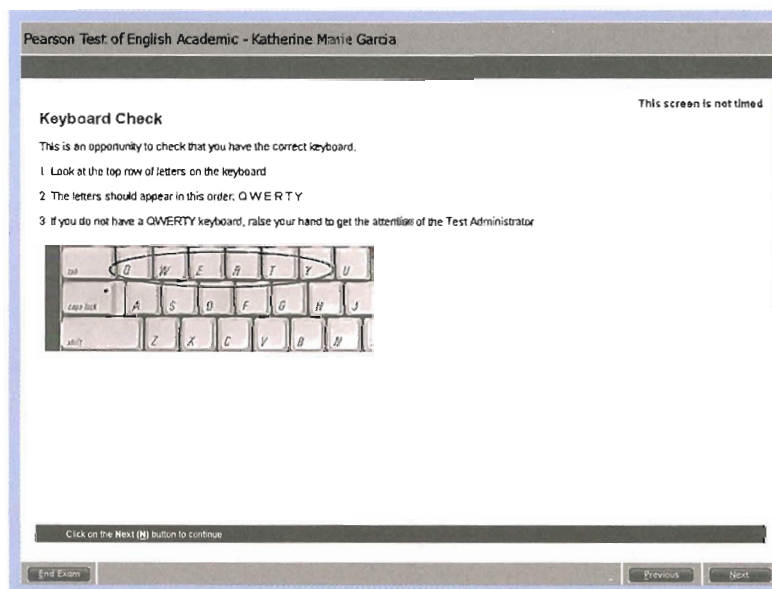 Pearson Test of English Academic - Katherine Marie Garcia
This screen is not timed
Keyboard Check
This is an opportunity to check that you have the correct keyboard.
1 Look at the top row of letters on the keyboard
2 The letters should appear in this order: Q W E R T Y
3 If you do not have a QWERTY keyboard, raise your hand to get the attention of the Test Administrator
tab Q W E R T Y U
caps lock A S D F G H J
shift Z X C V B N
Click on the Next (N) button to continue
End Exam Previous Next